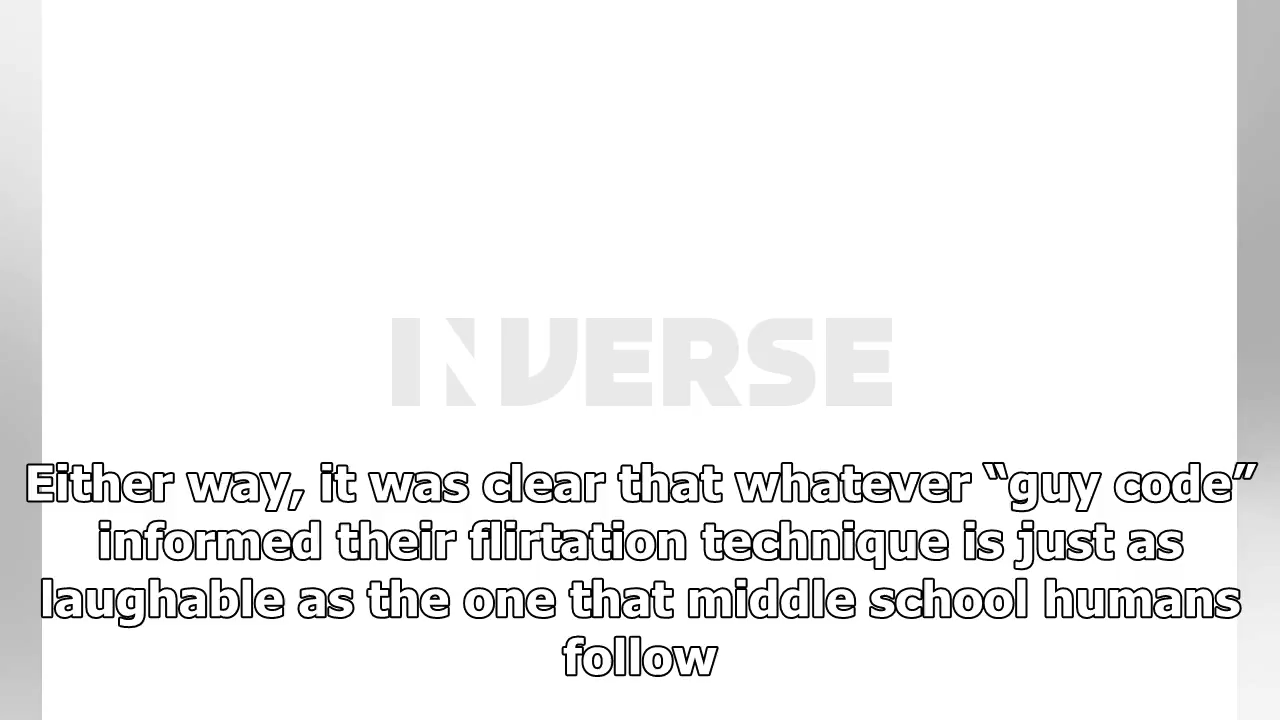 INVERSE
Either way, it was clear that whatever “guy code”
informed their flirtation technique is just as
laughable as the one that middle school humans
follow